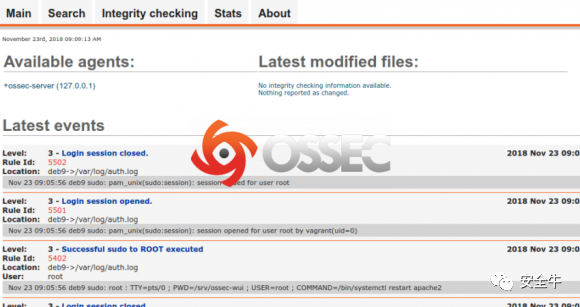 Main Search Integrity checking Stats About
November 23rd, 2018 09:09:13 AM
Available agents: Latest modified files:
+ossec-server (127.0.0.1) No integrity checking information available.
Nothing reported as changed.
Latest events
OSSEC
Level: 3 - Login session closed. 2018 Nov 23 09:0
Rule Id: 5502
Location: deb9->/var/log/auth.log
Nov 23 09:05:56 deb9 sudo: pam_unix(sudo:session): session closed for user root
Level: 3 - Login session opened. 2018 Nov 23 09:0
Rule Id: 5501
Location: deb9->/var/log/auth.log
Nov 23 09:05:56 deb9 sudo: pam_unix(sudo:session): session opened for user root by vagrant(uid=0)
Level: 3 - Successful sudo to ROOT executed 2018 Nov 23 09:0
Rule Id: 5402
Location: deb9->/var/log/auth.log
User: root
Nov 23 09:05:56 deb9 sudo: root : TTY=pts/0 ; PWD=/srv/ossec-wui ; USER=root ; COMMAND=/bin/systemctl restart apache2
安全牛
Level: 3 - Login session closed.